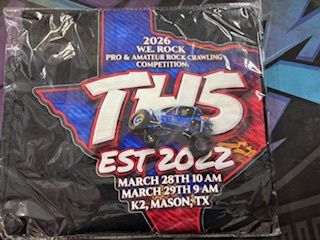 2026
W.E. ROCK
PRO & AMATEUR ROCK CRAWLING
COMPETITION
THS
EST 2022
MARCH 28TH 10 AM
MARCH 29TH 9 AM
K2, MASON, TX